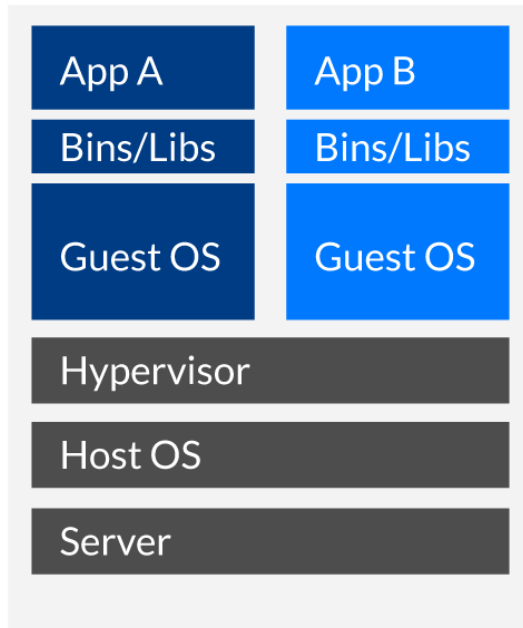 App A
App B
Bins/Libs
Bins/Libs
Guest OS
Guest OS
Hypervisor
Host OS
Server